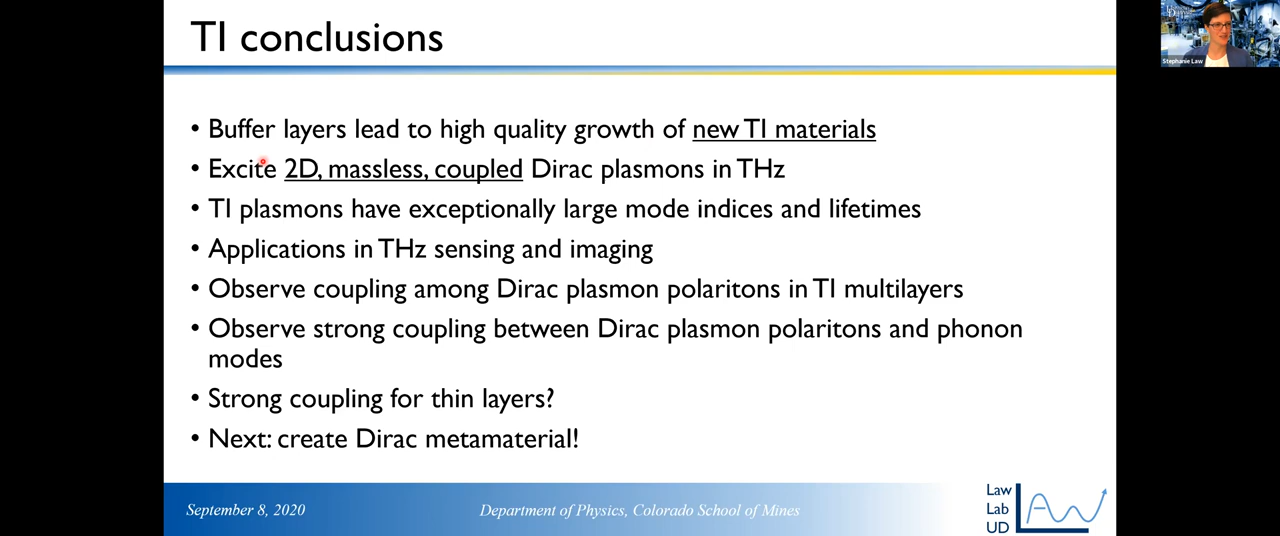 TI conclusions
Stephanie Law
• Buffer layers lead to high quality growth of new TI materials
• Excite 2D, massless, coupled Dirac plasmons in THz
• TI plasmons have exceptionally large mode indices and lifetimes
• Applications in THz sensing and imaging
• Observe coupling among Dirac plasmon polaritons in TI multilayers
• Observe strong coupling between Dirac plasmon polaritons and phonon
modes
• Strong coupling for thin layers?
• Next: create Dirac metamaterial!
September 8, 2020
Department of Physics, Colorado School of Mines
Law
Lab
UD